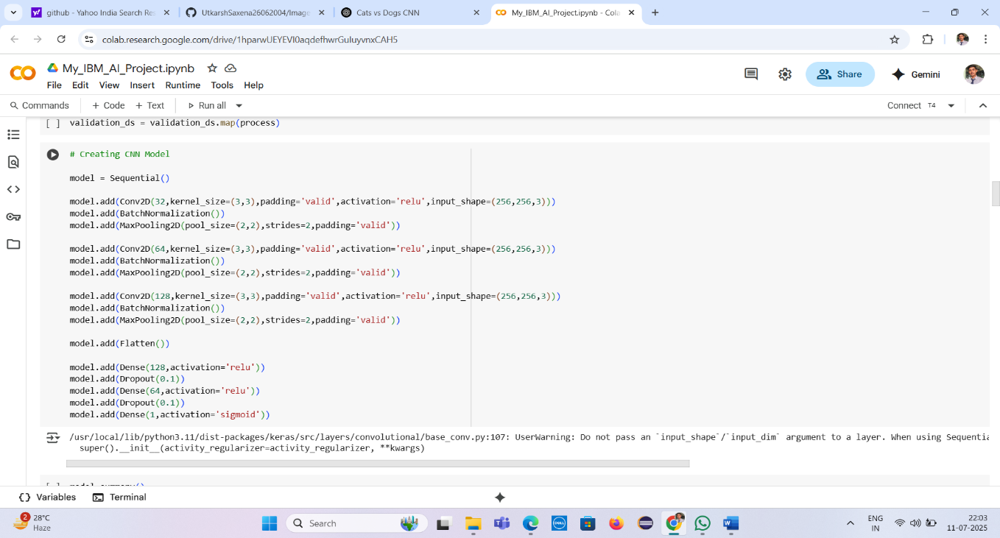 github - Yahoo India Search Res
UtkarshSaxena26062004/Image
Cats vs Dogs CNN
My_IBM_AI_Project.ipynb - Cola
colab.research.google.com/drive/1hparwUEYEVI0aqdefhwrGuIuyvnxCAH5
My_IBM_AI_Project.ipynb
File Edit View Insert Runtime Tools Help
Share
Gemini
Commands + Code + Text Run all
Connect T4
[ ] validation_ds = validation_ds.map(process)
# Creating CNN Model
model = Sequential()
model.add(Conv2D(32,kernel_size=(3,3),padding='valid',activation='relu',input_shape=(256,256,3)))
model.add(BatchNormalization())
model.add(MaxPooling2D(pool_size=(2,2),strides=2,padding='valid'))
model.add(Conv2D(64,kernel_size=(3,3),padding='valid',activation='relu',input_shape=(256,256,3)))
model.add(BatchNormalization())
model.add(MaxPooling2D(pool_size=(2,2),strides=2,padding='valid'))
model.add(Conv2D(128,kernel_size=(3,3),padding='valid',activation='relu',input_shape=(256,256,3)))
model.add(BatchNormalization())
model.add(MaxPooling2D(pool_size=(2,2),strides=2,padding='valid'))
model.add(Flatten())
model.add(Dense(128,activation='relu'))
model.add(Dropout(0.1))
model.add(Dense(64,activation='relu'))
model.add(Dropout(0.1))
model.add(Dense(1,activation='sigmoid'))
/usr/local/lib/python3.11/dist-packages/keras/src/layers/convolutional/base_conv.py:107: UserWarning: Do not pass an `input_shape`/`input_dim` argument to a layer. When using Sequentia
super().__init__(activity_regularizer=activity_regularizer, **kwargs)
[ ] model.summary()
Variables Terminal
2
28°C
Haze
Search
DELL
ENG
IN
22:03
11-07-2025